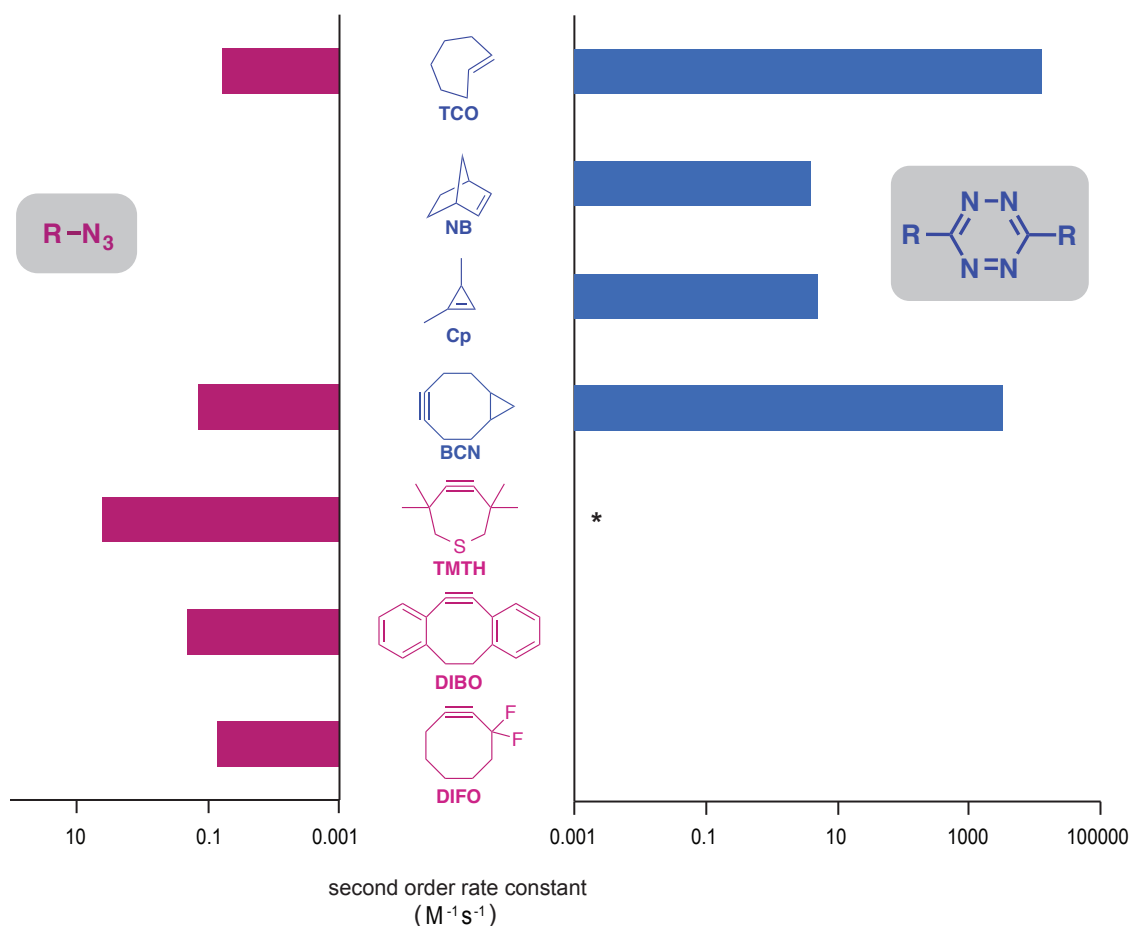 TCO
NB
R–N3
R
N
N
N
N
R
Cp
BCN
*
S
TMTH
DIBO
F
F
DIFO
10
0.1
0.001
0.001
0.1
10
1000
100000
second order rate constant
(M-1s-1)